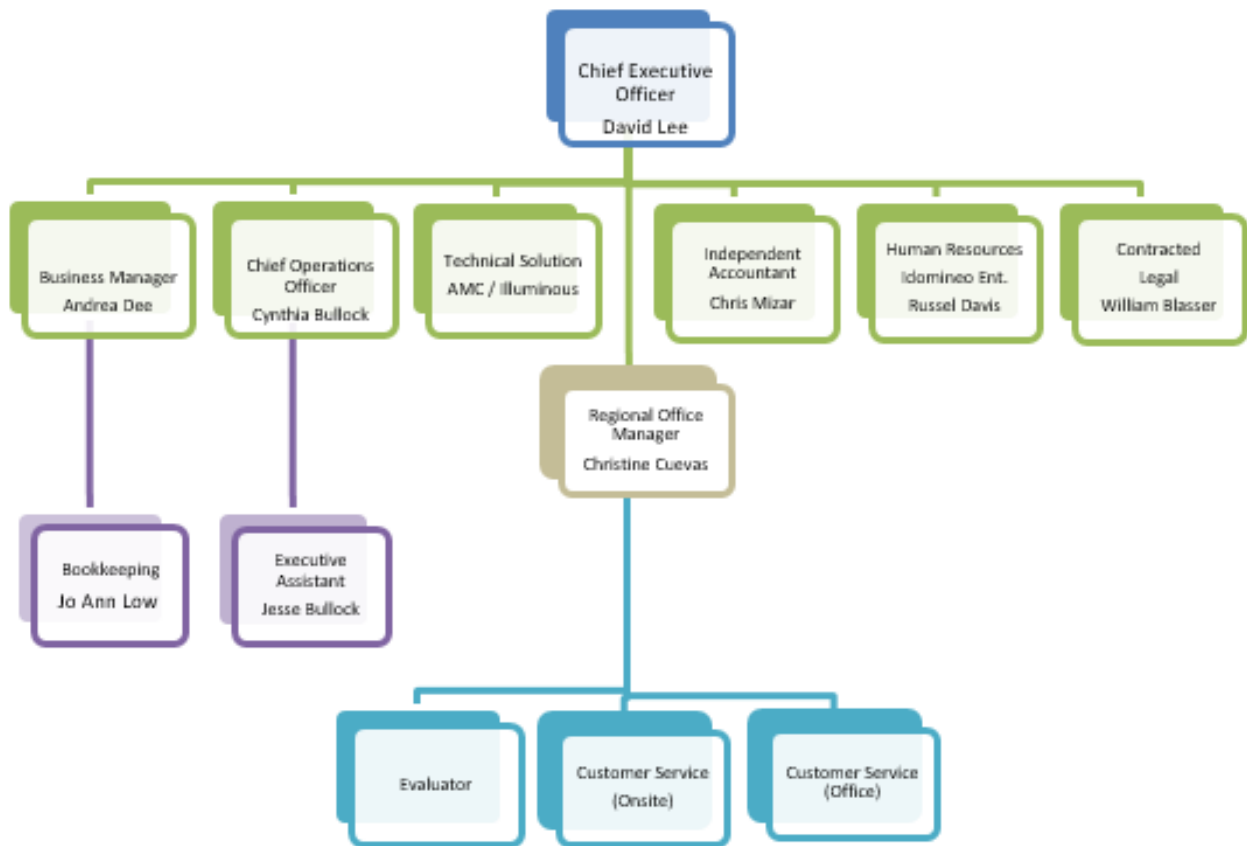 Chief Executive
Officer
David Lee
Business Manager
Andrea Dee
Chief Operations
Officer
Cynthia Bullock
Technical Solution
AMC / Illuminous
Independent
Accountant
Chris Mizar
Human Resources
Idomineo Ent.
Russel Davis
Contracted
Legal
William Blasser
Regional Office
Manager
Christine Cuevas
Bookkeeping
Jo Ann Low
Executive
Assistant
Jesse Bullock
Evaluator
Customer Service
(Onsite)
Customer Service
(Office)